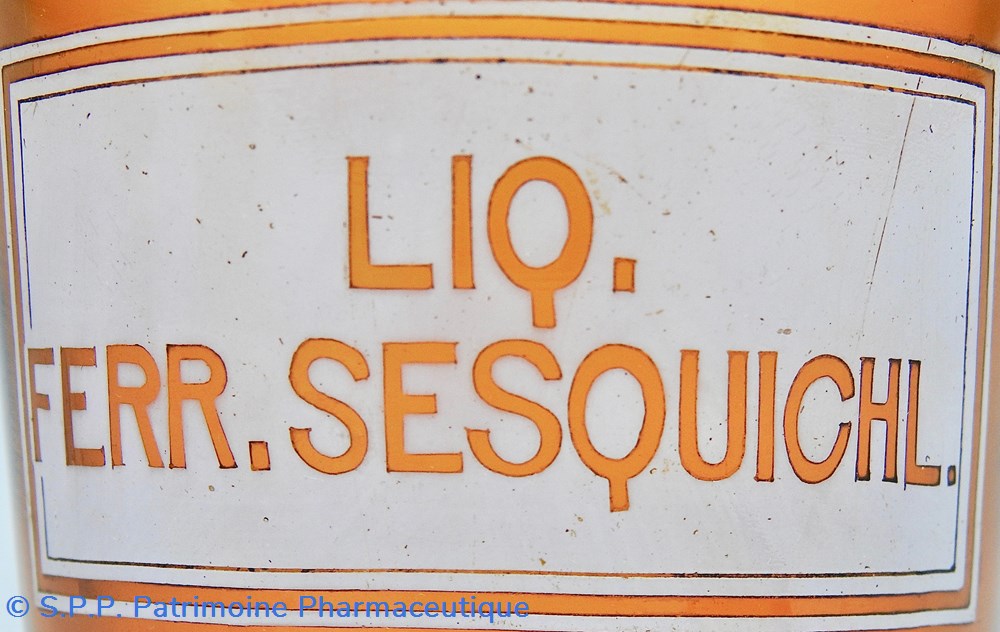 LIQ.
FERR. SESQUICHL.
© S.P.P. Patrimoine Pharmaceutique